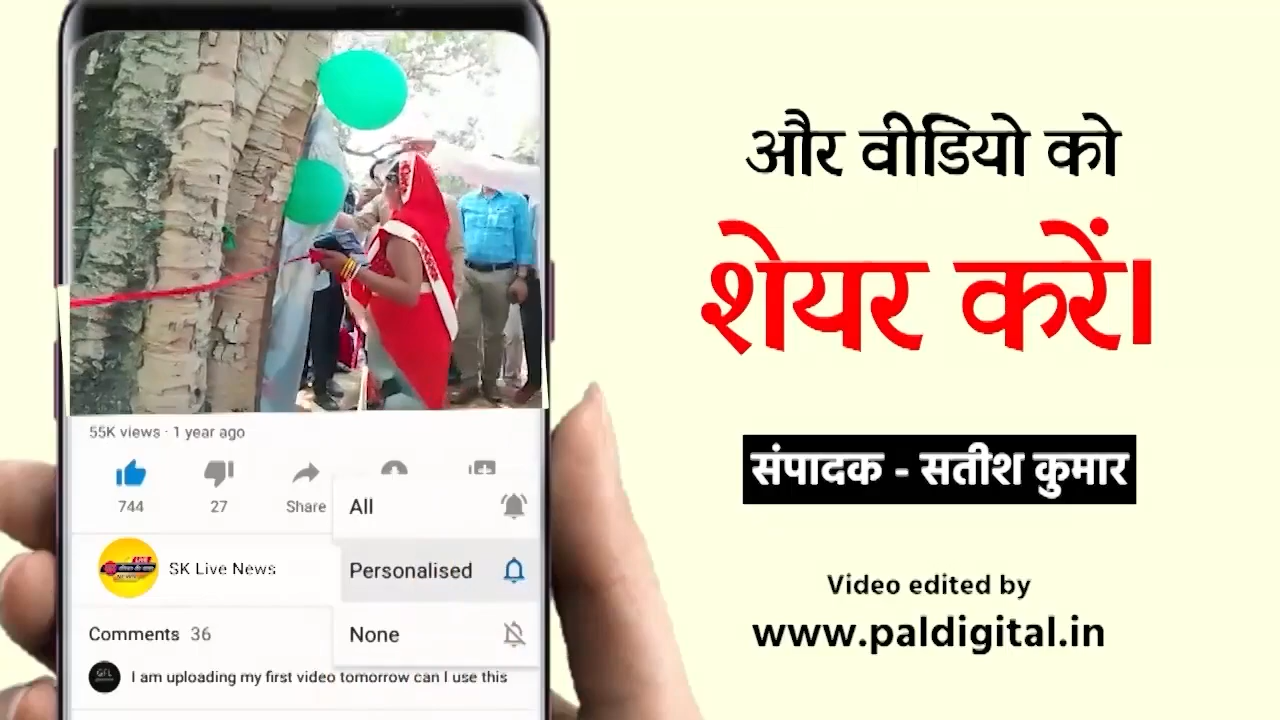 और वीडियो को
शेयर करें।
संपादक - सतीश कुमार
Video edited by
www.paldigital.in
55K views · 1 year ago
744
27
Share
All
Personalised
None
SK Live News
Comments 36
GFL
I am uploading my first video tomorrow can I use this